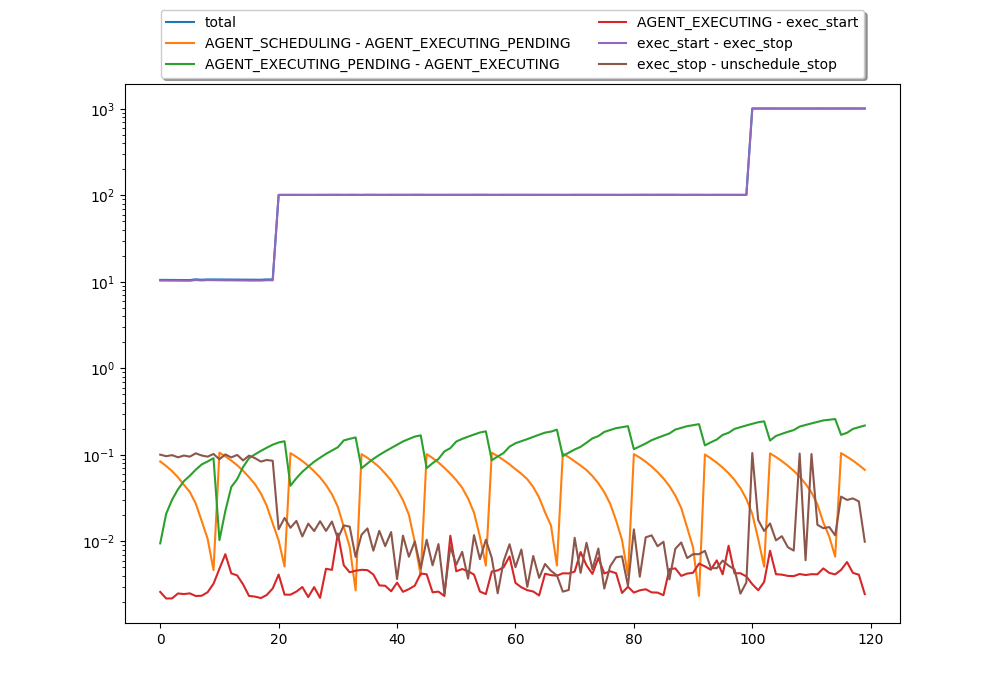 total
AGENT_SCHEDULING - AGENT_EXECUTING_PENDING
AGENT_EXECUTING_PENDING - AGENT_EXECUTING
AGENT_EXECUTING - exec_start
exec_start - exec_stop
exec_stop - unschedule_stop
10³
10²
10¹
10⁰
10⁻¹
10⁻²
0 20 40 60 80 100 120